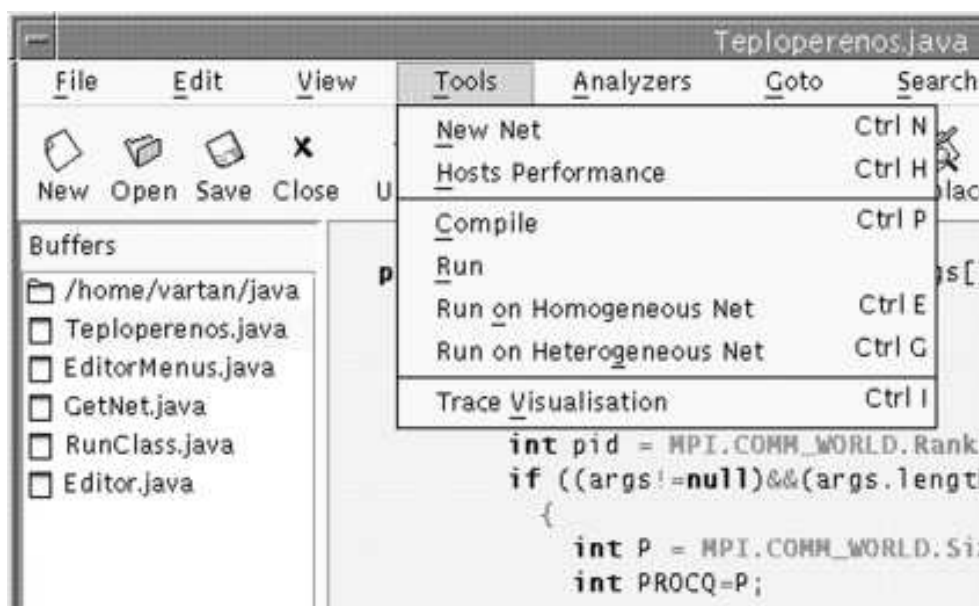 Teploperenos.java
File Edit View Tools Analyzers Goto Search
New Open Save Close
New Net Ctrl N
Hosts Performance Ctrl H
Compile Ctrl P
Run
Run on Homogeneous Net Ctrl E
Run on Heterogeneous Net Ctrl G
Trace Visualisation Ctrl I
Buffers
/home/vartan/java
Teploperenos.java
EditorMenus.java
GetNet.java
RunClass.java
Editor.java
int pid = MPI.COMM_WORLD.Rank
if ((args!=null)&&(args.lengt
{
int P = MPI.COMM_WORLD.Si
int PROCQ=P;